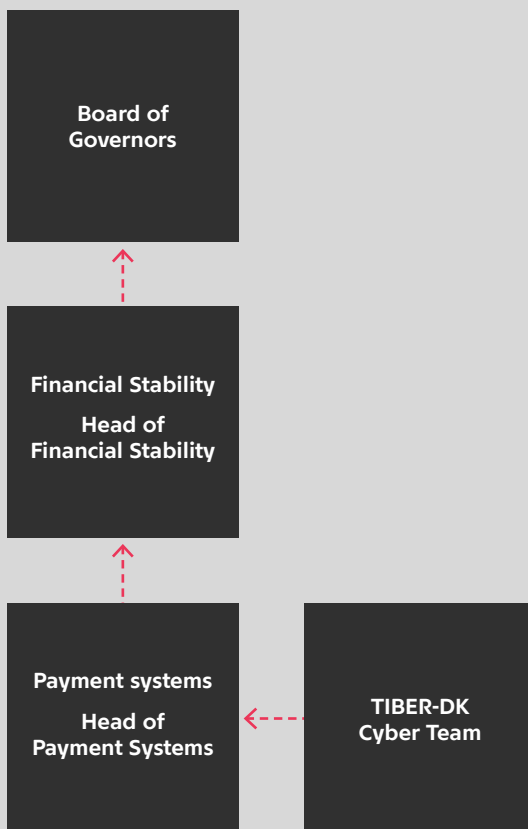 Board of
Governors
Financial Stability
Head of
Financial Stability
Payment systems
Head of
Payment Systems
TIBER-DK
Cyber Team